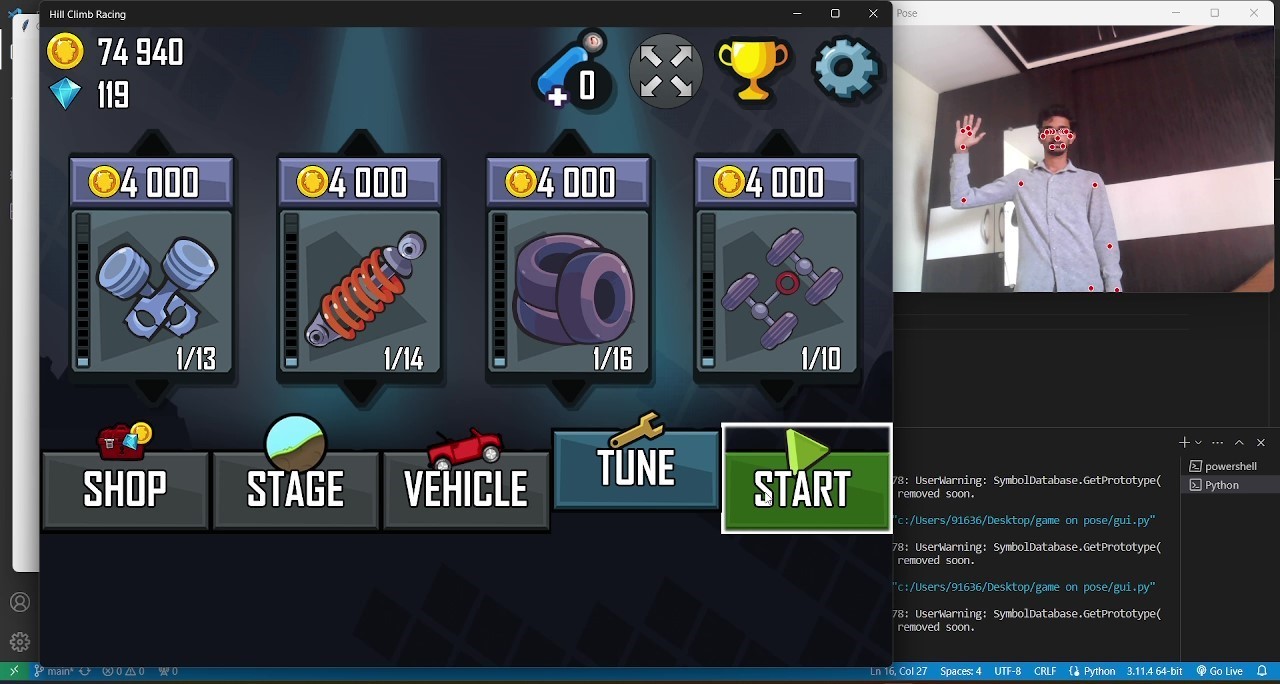 Hill Climb Racing
Pose
74 940
119
0
4 000
4 000
4 000
4 000
1/13
1/14
1/16
1/10
SHOP
STAGE
VEHICLE
TUNE
START
powershell
Python
78: UserWarning: SymbolDatabase.GetPrototype(
removed soon.
"c:/Users/91636/Desktop/game on pose/gui.py"
78: UserWarning: SymbolDatabase.GetPrototype(
removed soon.
"c:/Users/91636/Desktop/game on pose/gui.py"
78: UserWarning: SymbolDatabase.GetPrototype(
removed soon.
main* 0 0 0 Ln 16, Col 27 Spaces: 4 UTF-8 CRLF Python 3.11.4 64-bit Go Live